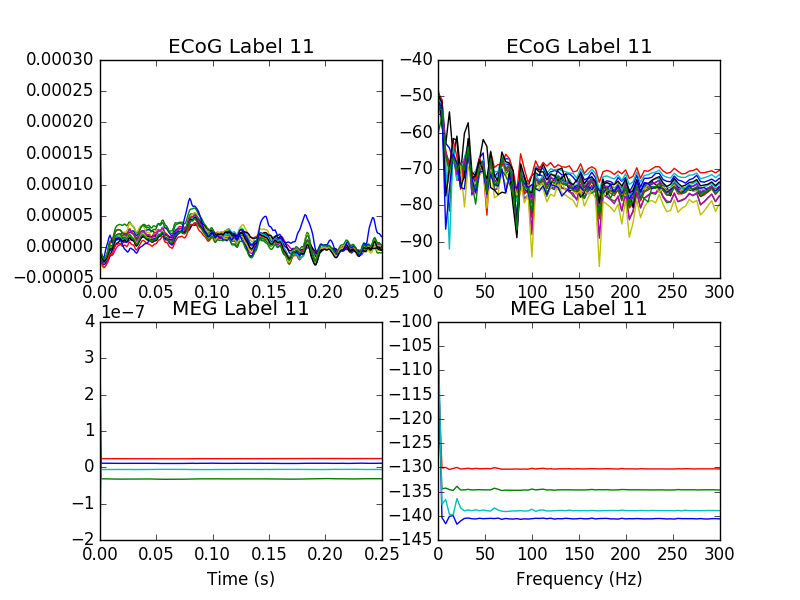 ECoG Label 11
0.00030
0.00025
0.00020
0.00015
0.00010
0.00005
0.00000
−0.00005
0.00 0.05 0.10 0.15 0.20 0.25
ECoG Label 11
−40
−50
−60
−70
−80
−90
−100
0 50 100 150 200 250 300
MEG Label 11
1e−7
4
3
2
1
0
−1
−2
0.00 0.05 0.10 0.15 0.20 0.25
Time (s)
MEG Label 11
−100
−105
−110
−115
−120
−125
−130
−135
−140
−145
0 50 100 150 200 250 300
Frequency (Hz)